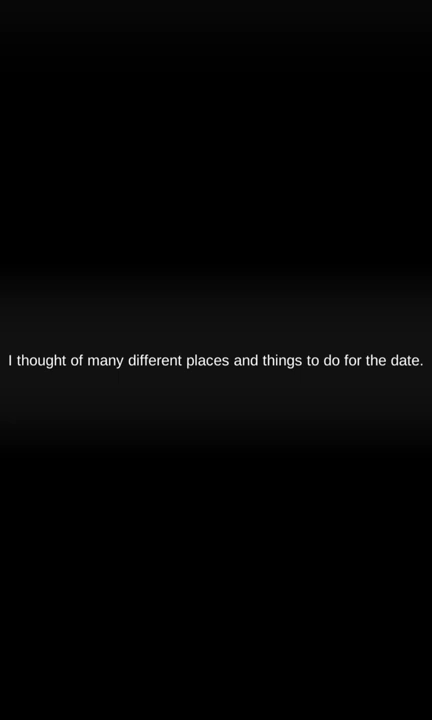 I thought of many different places and things to do for the date.